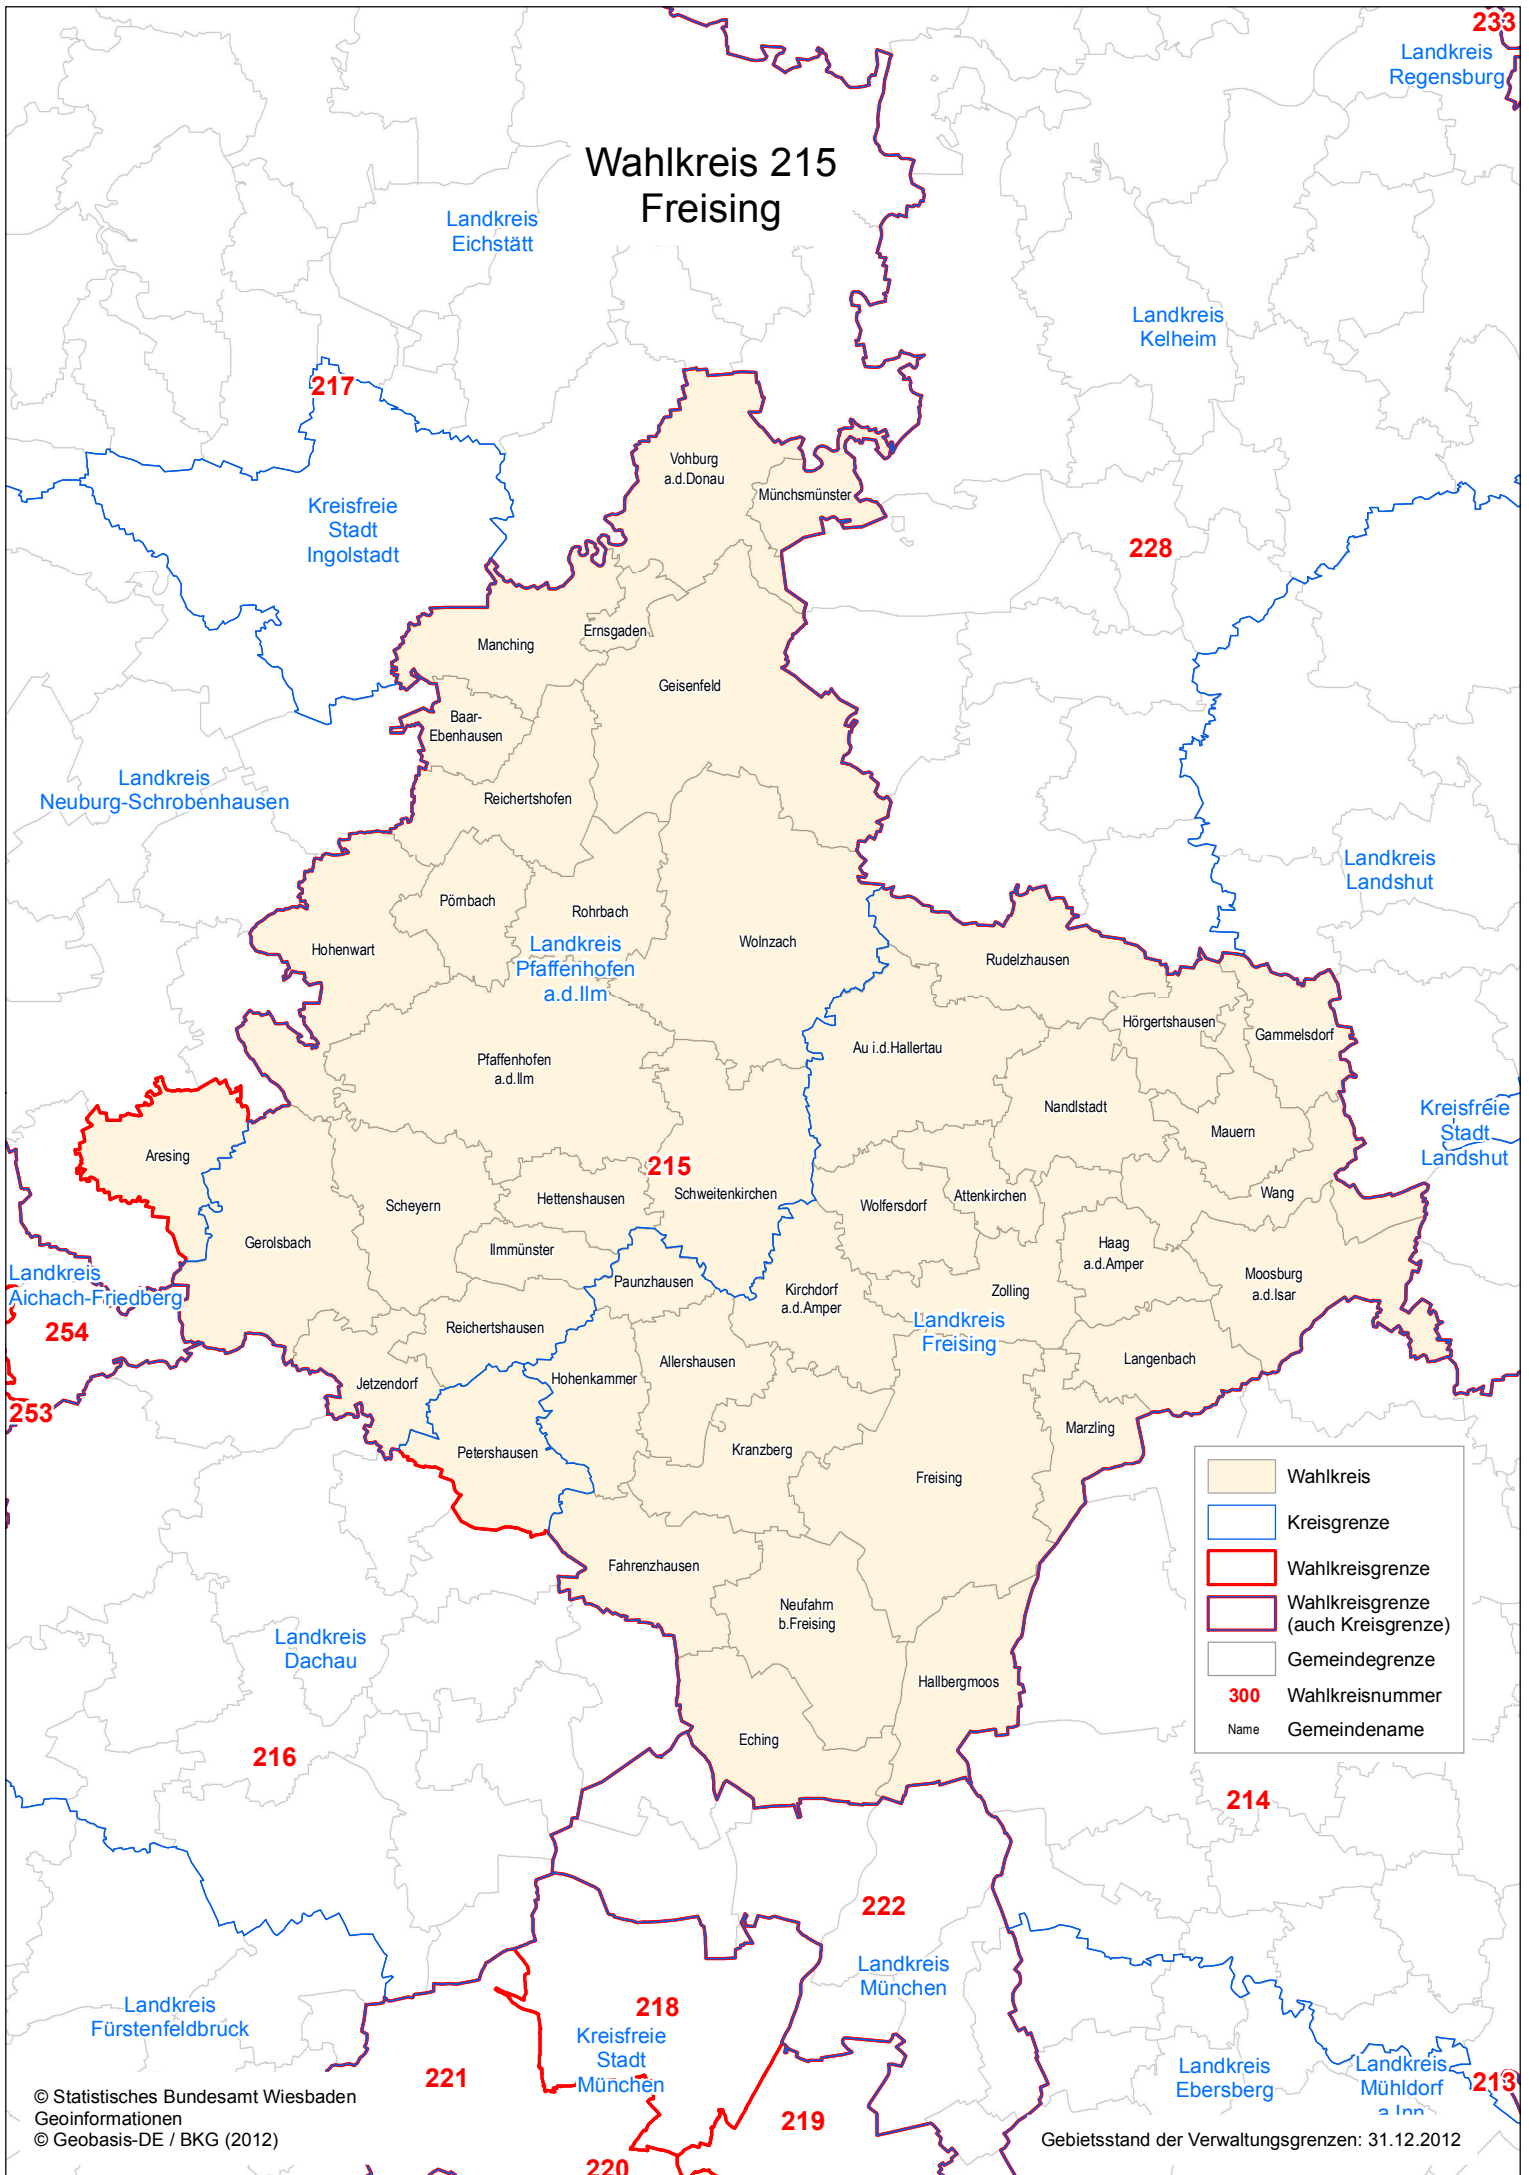 233
Landkreis
Regensburg
Wahlkreis 215
Freising
Landkreis
Eichstätt
Landkreis
Kelheim
217
Vohburg
a.d.Donau
Münchsmünster
Kreisfreie
Stadt
Ingolstadt
228
Manching
Ernsgaden
Geisenfeld
Baar-
Ebenhausen
Landkreis
Neuburg-Schrobenhausen
Reichertshofen
Landkreis
Landshut
Pörnbach
Rohrbach
Hohenwart
Wolnzach
Landkreis
Pfaffenhofen
a.d.Ilm
Rudelzhausen
Hörgertshausen
Gammelsdorf
Au i.d.Hallertau
Pfaffenhofen
a.d.Ilm
Nandlstadt
Kreisfreie
Stadt
Landshut
Mauern
Aresing
215
Schweitenkirchen
Hettenshausen
Scheyern
Wolfersdorf
Attenkirchen
Wang
Gerolsbach
Ilmmünster
Haag
a.d.Amper
Landkreis
Aichach-Friedberg
Paunzhausen
Kirchdorf
a.d.Amper
Zolling
Moosburg
a.d.Isar
254
Reichertshausen
Landkreis
Freising
Allershausen
Langenbach
Jetzendorf
Hohenkammer
253
Marzling
Petershausen
Kranzberg
Freising
Fahrenzhausen
Neufahrn
b.Freising
Landkreis
Dachau
Hallbergmoos
Eching
216
Wahlkreis
Kreisgrenze
Wahlkreisgrenze
Wahlkreisgrenze
(auch Kreisgrenze)
Gemeindegrenze
300 Wahlkreisnummer
Name Gemeindename
214
222
Landkreis
München
Landkreis
Fürstenfeldbruck
218
Kreisfreie
Stadt
München
221
Landkreis
Ebersberg
Landkreis
Mühldorf
a.Inn
213
219
220
© Statistisches Bundesamt Wiesbaden
Geoinformationen
© Geobasis-DE / BKG (2012)
Gebietsstand der Verwaltungsgrenzen: 31.12.2012